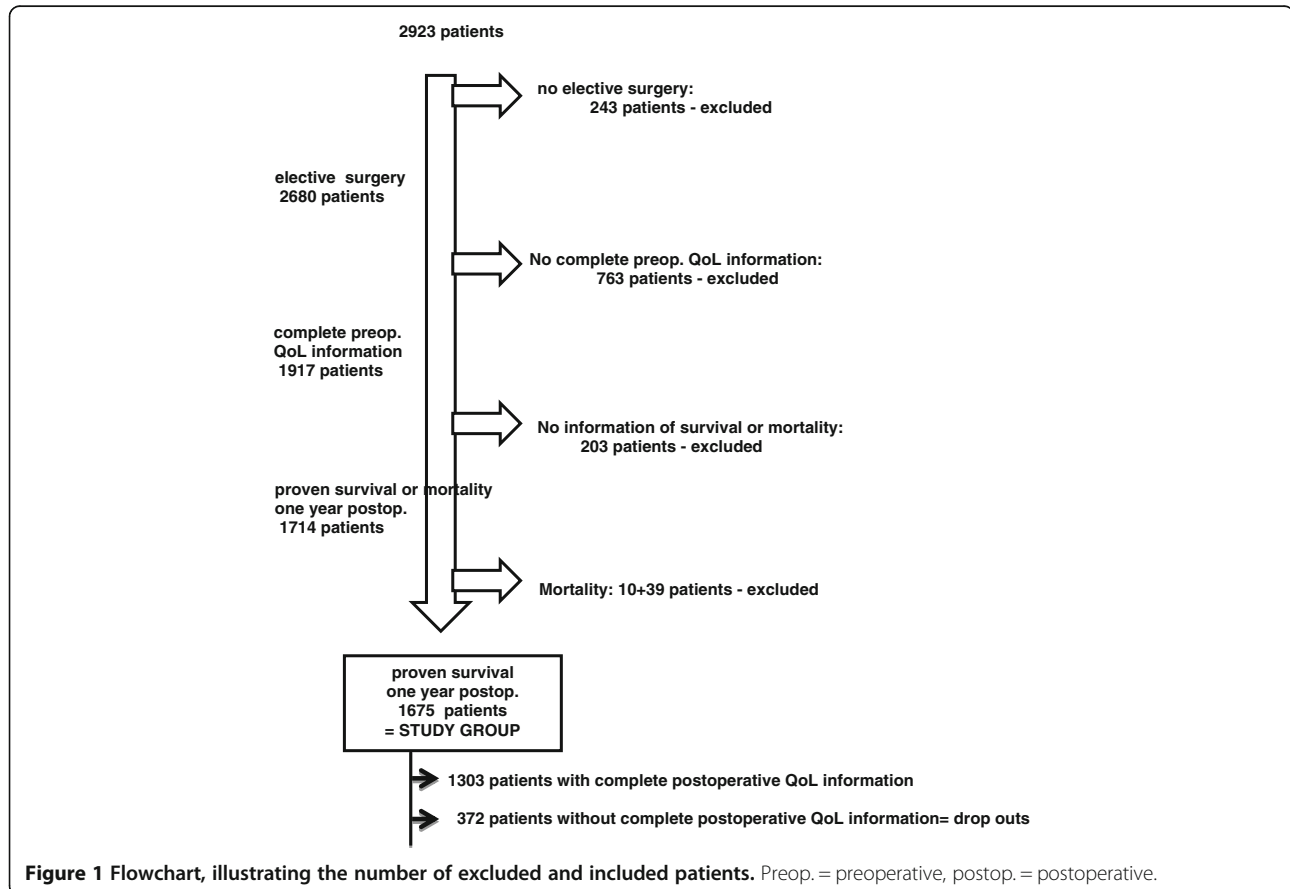 2923 patients
no elective surgery:
243 patients - excluded
elective surgery
2680 patients
No complete preop. QoL information:
763 patients - excluded
complete preop.
QoL information
1917 patients
No information of survival or mortality:
203 patients - excluded
proven survival or mortality
one year postop.
1714 patients
Mortality: 10+39 patients - excluded
proven survival
one year postop.
1675 patients
= STUDY GROUP
1303 patients with complete postoperative QoL information
372 patients without complete postoperative QoL information= drop outs
Figure 1 Flowchart, illustrating the number of excluded and included patients. Preop. = preoperative, postop. = postoperative.